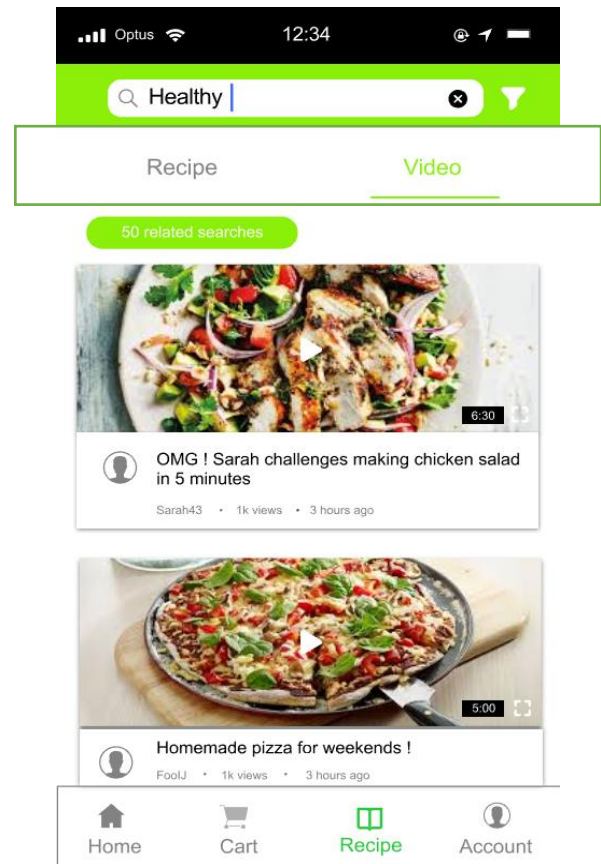 Optus 12:34
Healthy
Recipe Video
50 related searches
6:30
OMG ! Sarah challenges making chicken salad
in 5 minutes
Sarah43 • 1k views • 3 hours ago
5:00
Homemade pizza for weekends !
FoolJ • 1k views • 3 hours ago
Home Cart Recipe Account